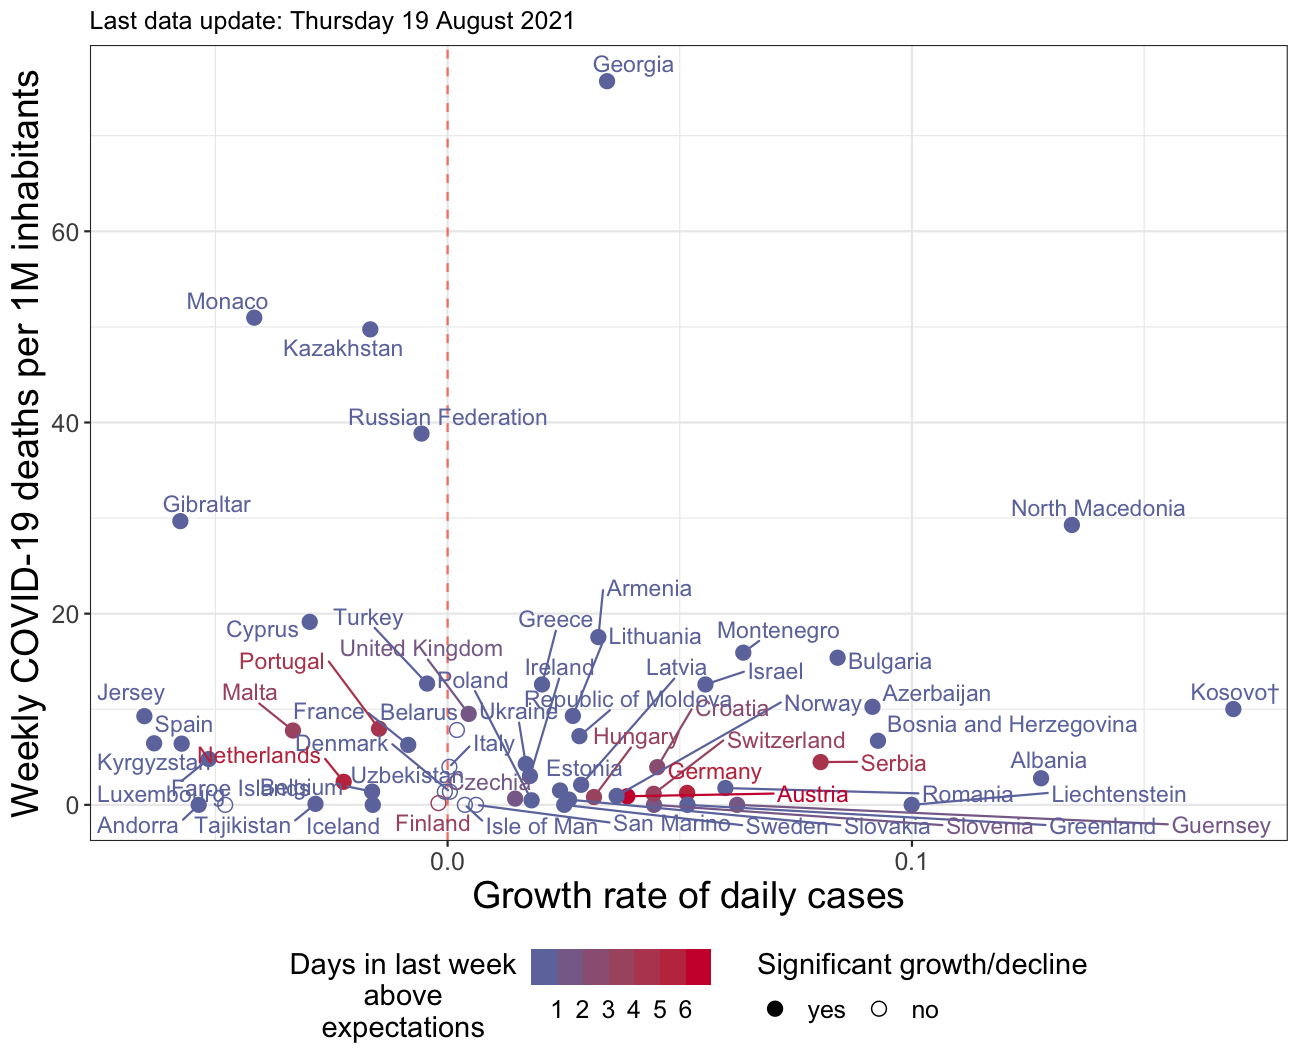 Last data update: Thursday 19 August 2021
Weekly COVID-19 deaths per 1M inhabitants
Georgia
60
Monaco
Kazakhstan
40
Russian Federation
Gibraltar
North Macedonia
Armenia
20
Turkey
Greece
Cyprus
Lithuania
Montenegro
United Kingdom
Portugal
Ireland
Latvia
Israel
Bulgaria
Poland
Jersey
Malta
Republic of Moldova
Croatia
Norway
Azerbaijan
Kosovo†
France
Belarus
Ukraine
Spain
Bosnia and Herzegovina
Denmark
Italy
Hungary
Switzerland
Netherlands
Kyrgyzstan
Estonia
Germany
Serbia
Albania
Uzbekistan
Czechia
Faroe Islands
Belgium
Luxembourg
Austria
Romania
Liechtenstein
0
Andorra
Tajikistan
Iceland
Finland
Isle of Man
San Marino
Sweden
Slovakia
Slovenia
Greenland
Guernsey
0.0
0.1
Growth rate of daily cases
Days in last week
above
expectations
1 2 3 4 5 6
Significant growth/decline
yes
no